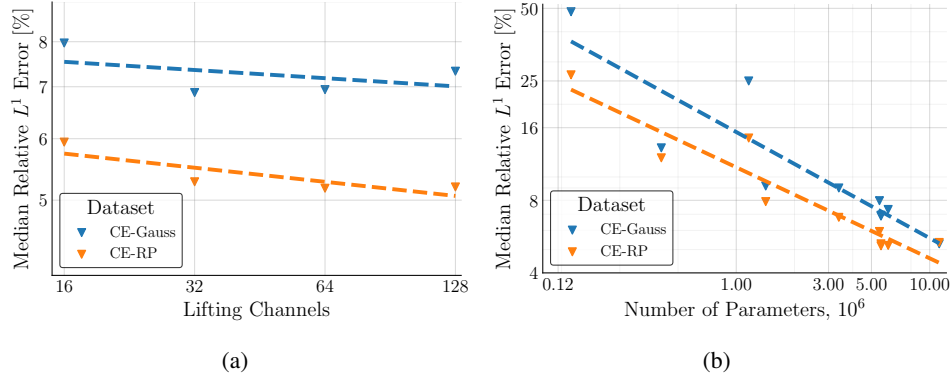 Median Relative L¹ Error [%]
8
7
6
5
16
32
64
128
Lifting Channels
Dataset
CE-Gauss
CE-RP
(a)
Median Relative L¹ Error [%]
50
25
16
8
4
0.12
1.00
3.00
5.00
10.00
Number of Parameters, 10⁶
Dataset
CE-Gauss
CE-RP
(b)